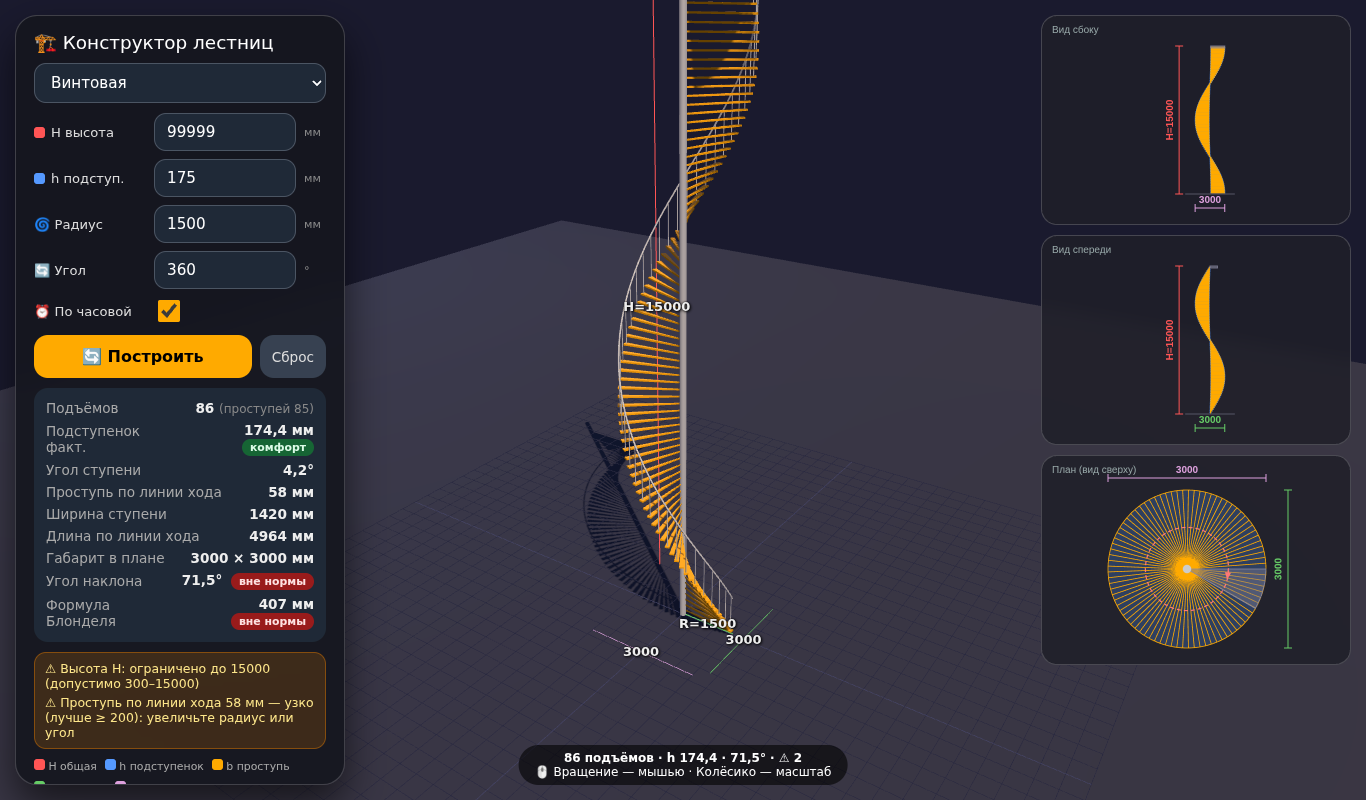 🏗️ Конструктор лестниц
Винтовая
H высота 99999 мм
h подступ. 175 мм
🌀 Радиус 1500 мм
🔄 Угол 360 °
⏰ По часовой
🔄 Построить Сброс
Подъёмов 86 (проступей 85)
Подступенок факт. 174,4 мм
комфорт
Угол ступени 4,2°
Проступь по линии хода 58 мм
Ширина ступени 1420 мм
Длина по линии хода 4964 мм
Габарит в плане 3000 × 3000 мм
Угол наклона 71,5° вне нормы
Формула Блонделя 407 мм
вне нормы
⚠ Высота H: ограничено до 15000
(допустимо 300–15000)
⚠ Проступь по линии хода 58 мм — узко
(лучше ≥ 200): увеличьте радиус или
угол
H общая h подступенок b проступь
H=15000
R=1500
3000
3000
86 подъёмов · h 174,4 · 71,5° · ⚠ 2
🖱️ Вращение — мышью · Колёсико — масштаб
Вид сбоку
H=15000
3000
Вид спереди
H=15000
3000
План (вид сверху) 3000
3000